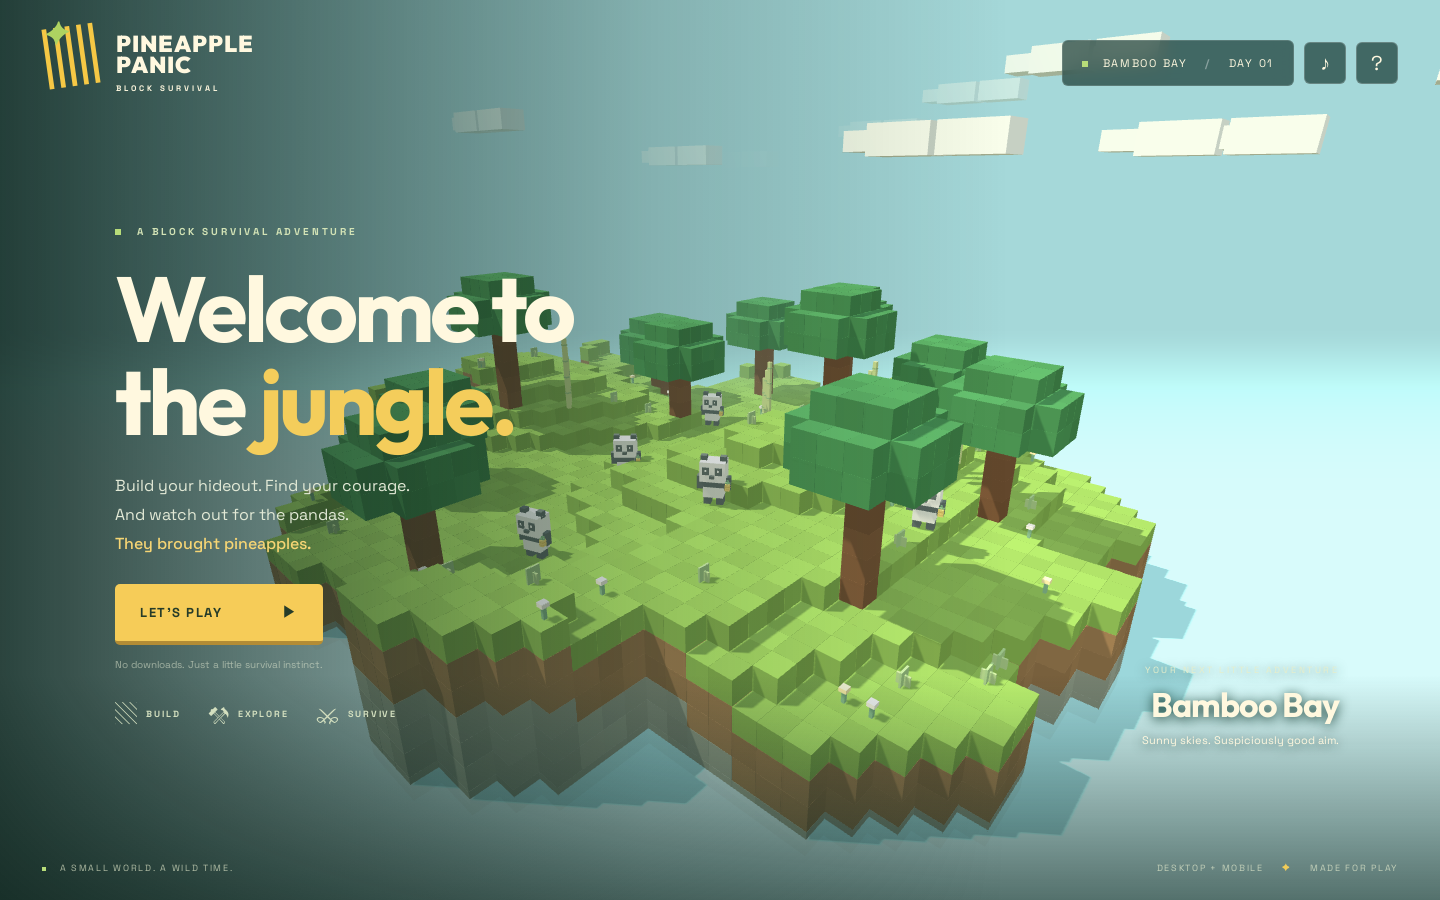 PINEAPPLE
PANIC
BLOCK SURVIVAL
BAMBOO BAY / DAY 01
?
A BLOCK SURVIVAL ADVENTURE
Welcome to
the jungle.
Build your hideout. Find your courage.
And watch out for the pandas.
They brought pineapples.
LET'S PLAY
No downloads. Just a little survival instinct.
BUILD
EXPLORE
SURVIVE
YOUR
Bamboo Bay
Sunny skies. Suspiciously good aim.
A SMALL WORLD. A WILD TIME.
DESKTOP + MOBILE
MADE FOR PLAY